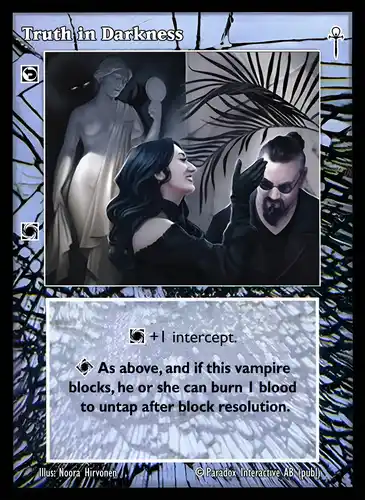 Truth in Darkness
+1 intercept.
As above, and if this vampire
blocks, he or she can burn 1 blood
to untap after block resolution.
Illus: Noora Hirvonen
© Paradox Interactive AB (publ)